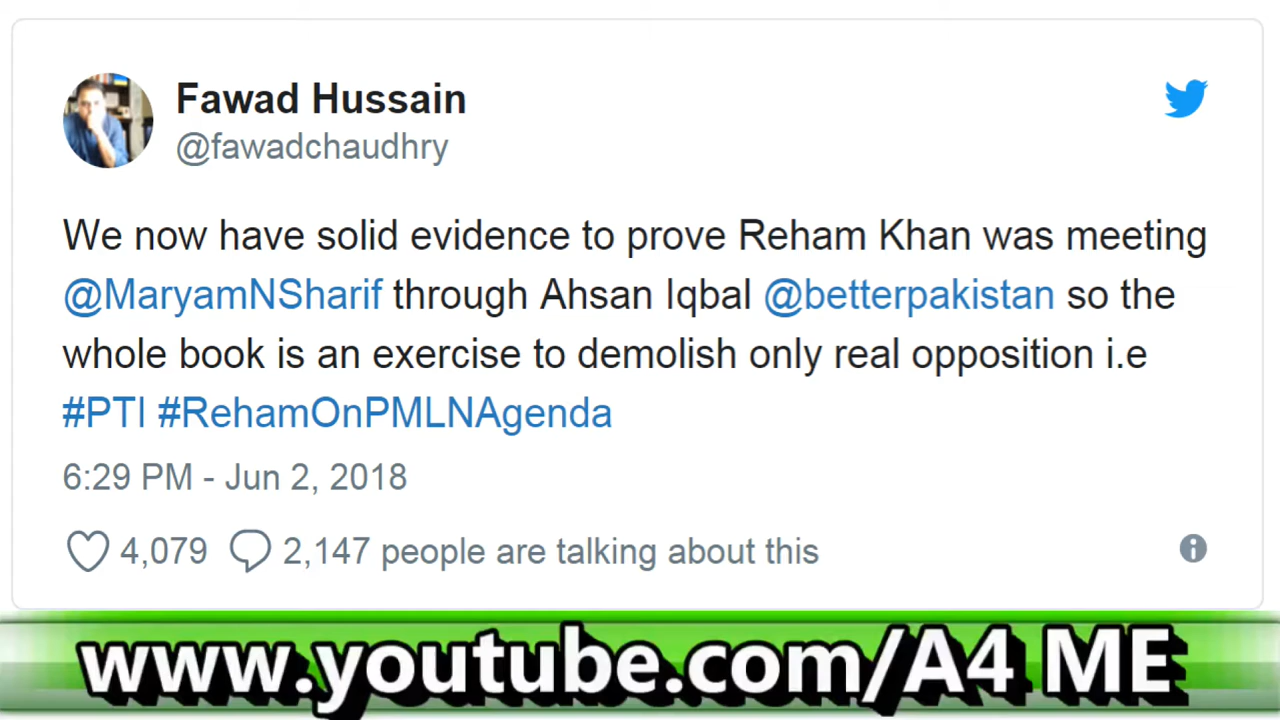 Fawad Hussain
@fawadchaudhry
We now have solid evidence to prove Reham Khan was meeting
@MaryamNSharif through Ahsan Iqbal @betterpakistan so the
whole book is an exercise to demolish only real opposition i.e
#PTI #RehamOnPMLNAgenda
6:29 PM - Jun 2, 2018
4,079 2,147 people are talking about this
www.youtube.com/A4 ME